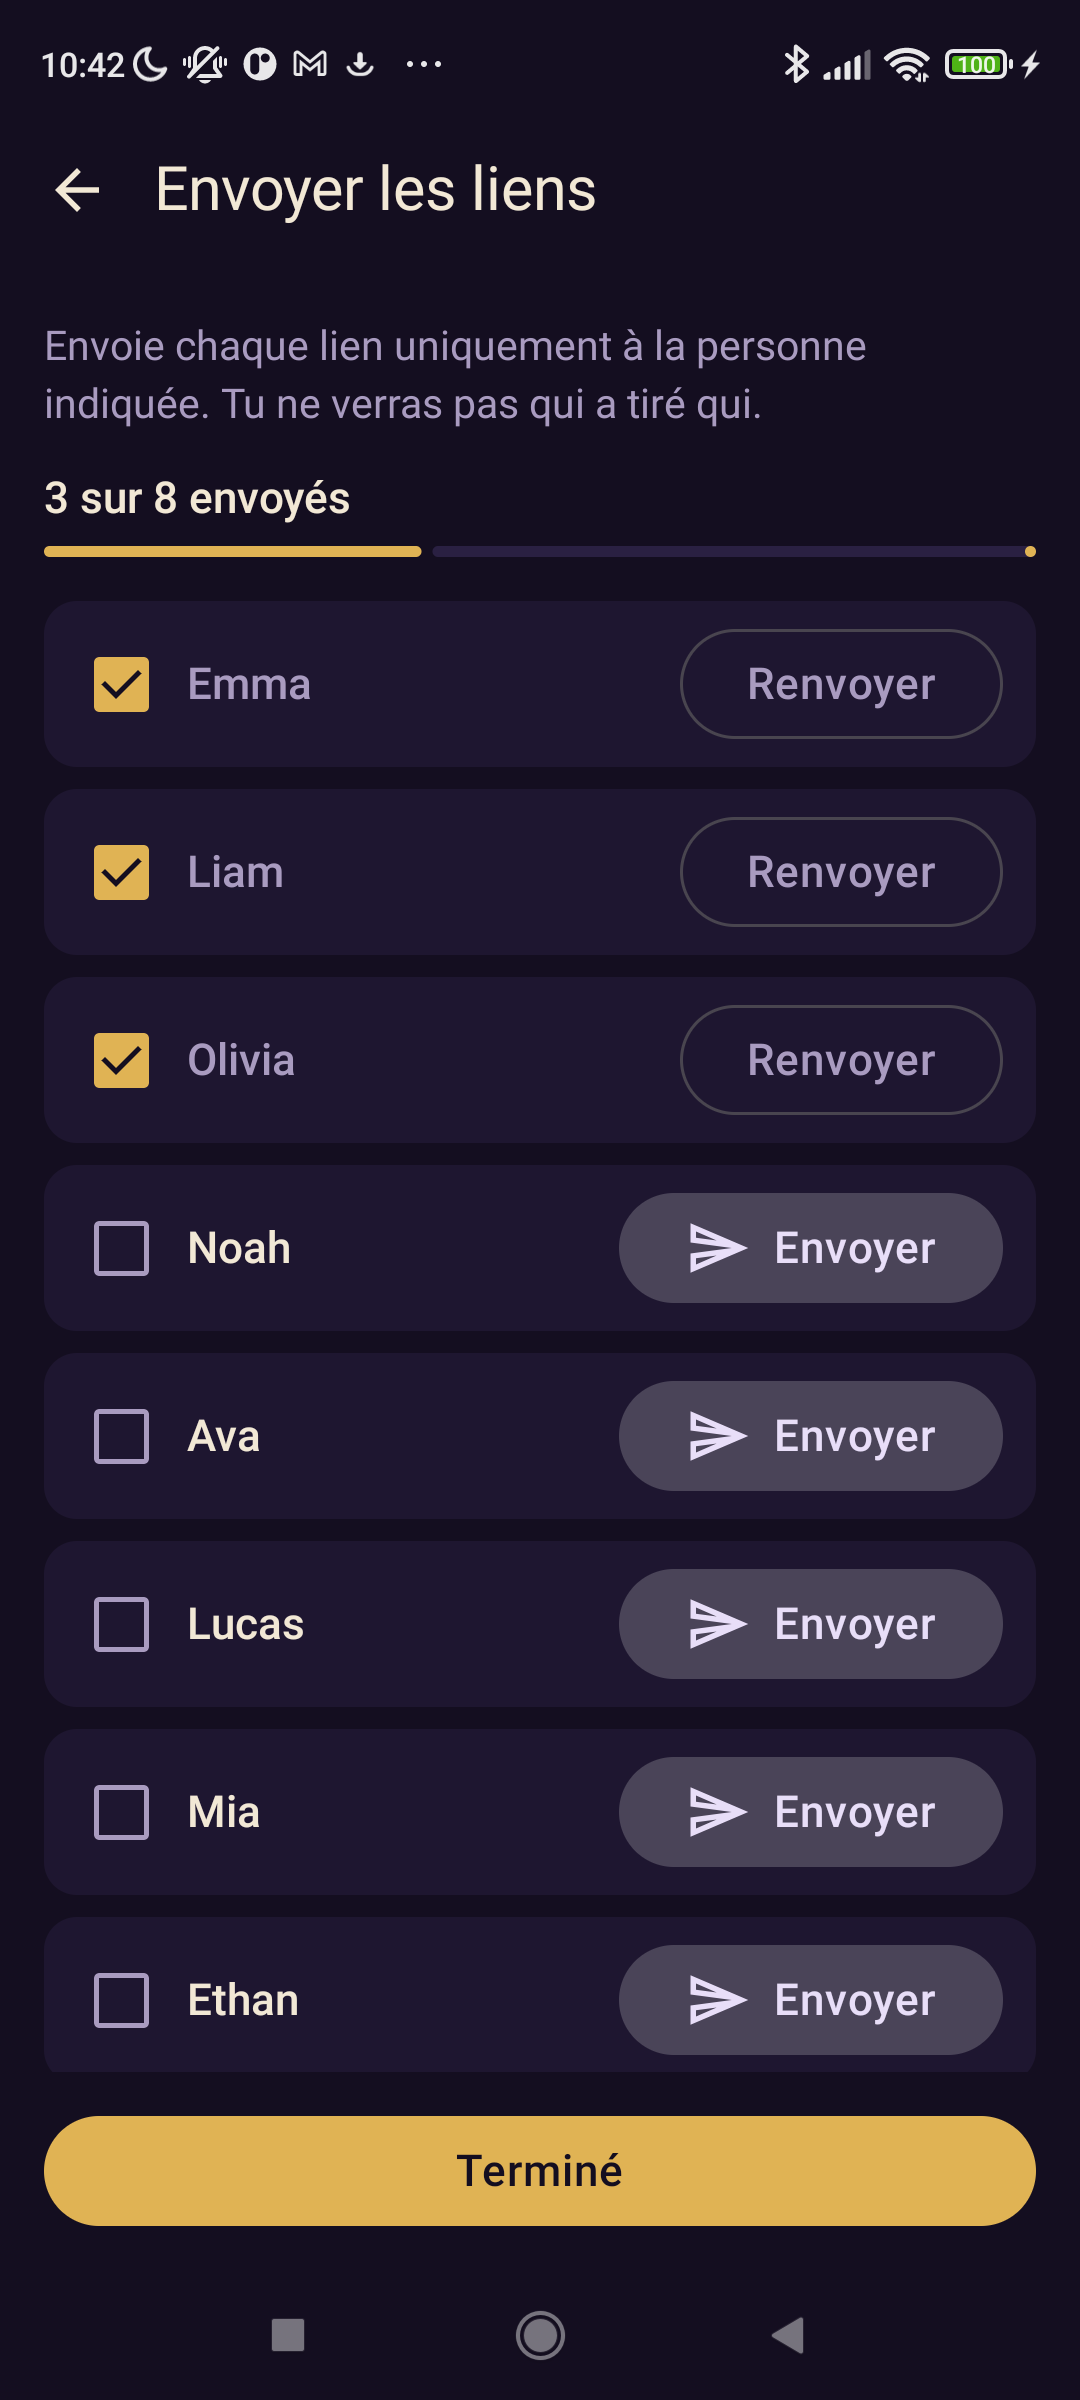 10:42
100
Envoyer les liens
Envoie chaque lien uniquement à la personne
indiquée. Tu ne verras pas qui a tiré qui.
3 sur 8 envoyés
Emma Renvoyer
Liam Renvoyer
Olivia Renvoyer
Noah Envoyer
Ava Envoyer
Lucas Envoyer
Mia Envoyer
Ethan Envoyer
Terminé